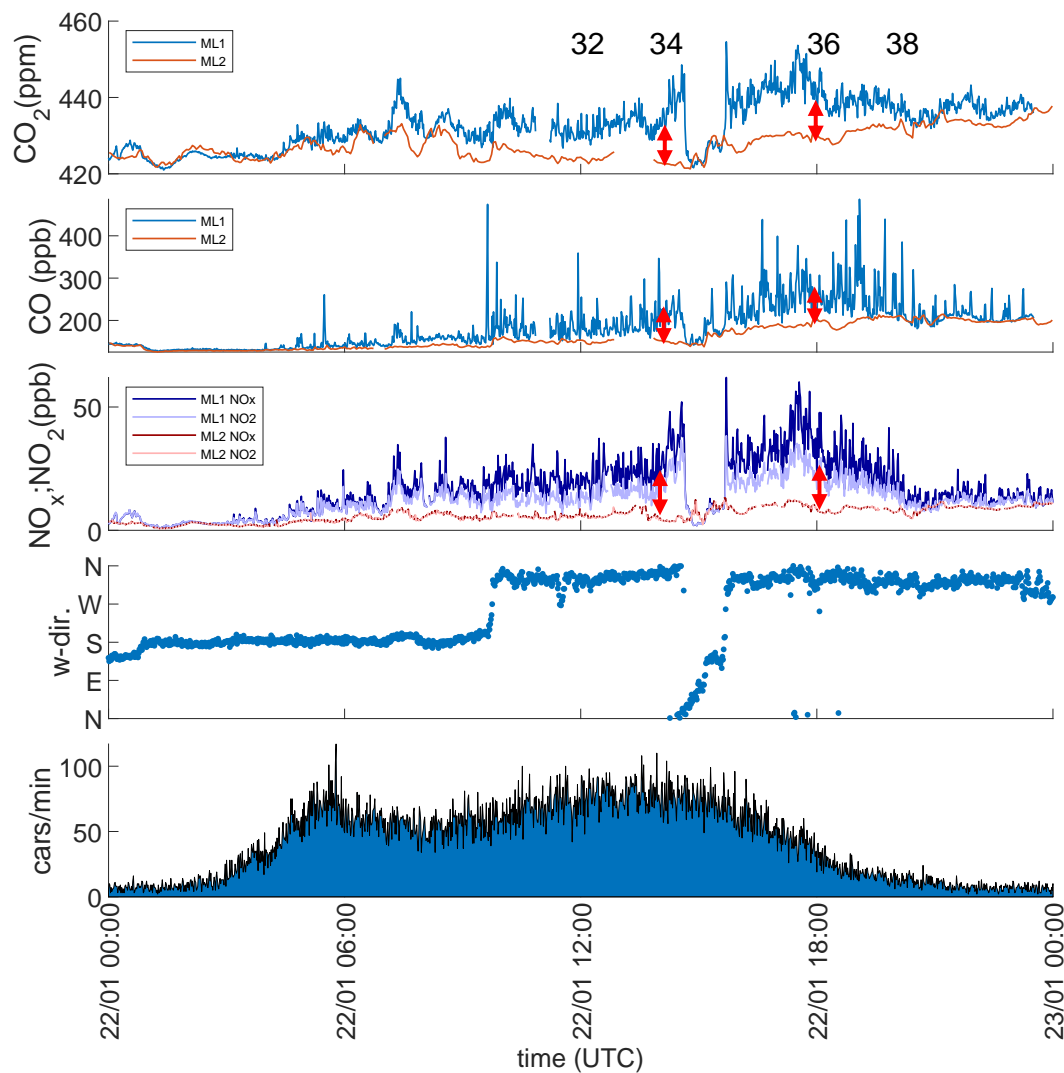 460
440
420
CO2(ppm)
ML1
ML2
32 34 36 38
400
300
200
CO (ppb)
ML1
ML2
50
0
NOx;NO2(ppb)
ML1 NOx
ML1 NO2
ML2 NOx
ML2 NO2
N
W
S
E
N
w-dir.
100
50
0
cars/min
22/01 00:00
22/01 06:00
22/01 12:00
22/01 18:00
23/01 00:00
time (UTC)